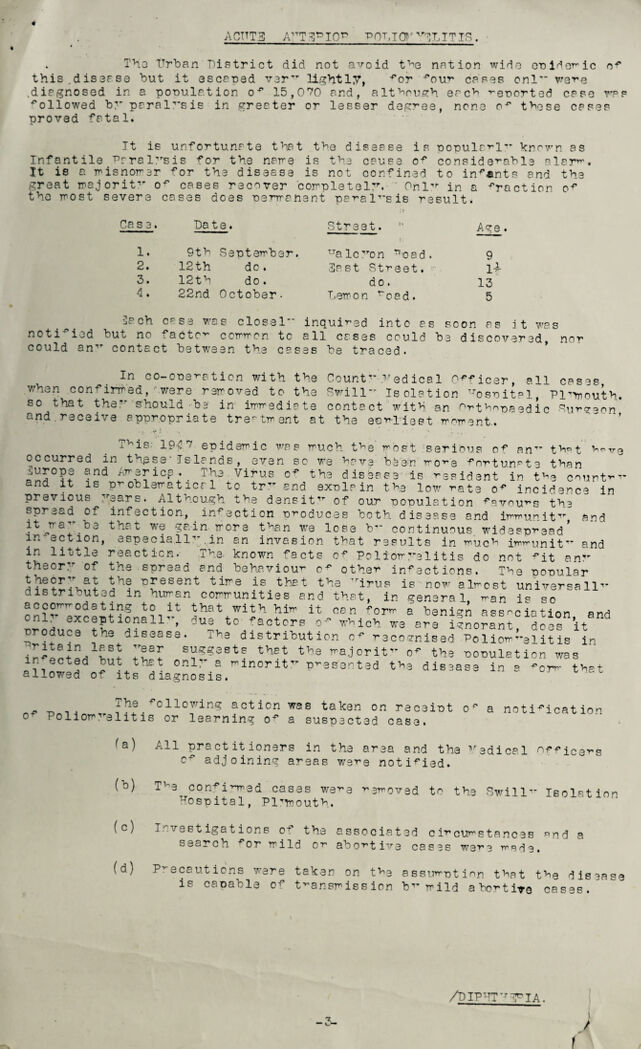 ACUTE ANTERIOR POLIOMYELITIS.
The Urban District did not avoid the nation wide epidemic of
this disease but it escaped very lightly, for four cases only were
diagnosed in a population of 15,070 and, although each reported case was
followed by paralysis in greater or lesser degree, none of these cases
proved fatal.
It is unfortunate that the disease is popularly known as
Infantile Paralysis for the name is the cause of considerable alarm.
It is a misnomer for the disease is not confined to infants and the
great majority of cases recover completely. Only in a fraction of
the most severe cases does permanent paralysis result.
Case. Date. Street. Age.
1. 9th September. Halcyon Road. 9
2. 12th do. East Street.
3. 12th do. do. 13
4. 22nd October. Lemon Road. 5
Each case was closely inquired into as soon as it was
notified but no factor common to all cases could be discovered, nor
could any contact between the cases be traced.
In co-operation with the County Medical Officer, all cases,
when confirmed, were removed to the Swilly Isolation Hospital, Plymouth.
so that they should be in immediate contact with an Orthopaedic Surgeon,
and receive appropriate treatment at the earliest moment.
This 1947 epidemic was much the most serious of any that have
occurred in these Islands, even so we have been more fortunate than
Europe and America. The Virus of the disease is resident in the country
and it is problematical to try and explain the low rate of incidence in
previous years. Although the density of our population favours the
spread of infection, infection produces both disease and immunity, and
it may be that we gain more than we lose by continuous widespread
infection, especially in an invasion that results in much immunity and
in little reaction. The known facts of Poliomyelitis do not fit any
theory of the spread and behaviour of other infections. The popular
theory at the present time is that the Virus is now almost universally
distributed in human communities and that, in general, man is so
accommodating to it that with him it can form a benign association, and
only exceptionally, due to factors of which we are ignorant, does it
produce the disease. The distribution of recognised Poliomyelitis in
Britain last year suggests that the majority of the population was
infected but that only a minority presented the disease in a form that
allowed of its diagnosis.
The following action was taken on receipt of a notification
of Poliomyelitis or learning of a suspected case.
(a) All practitioners in the area and the Medical Officers
of adjoining areas were notified.
(b) The confirmed cases were removed to the Swilly Isolation
Hospital, Plymouth.
(c) Investigations of the associated circumstances and a
search for mild or abortive cases were made.
(d) Precautions were taken on the assumption that the disease
is capable of transmission by mild abortive cases.
/DIPHTHERIA.
-3-